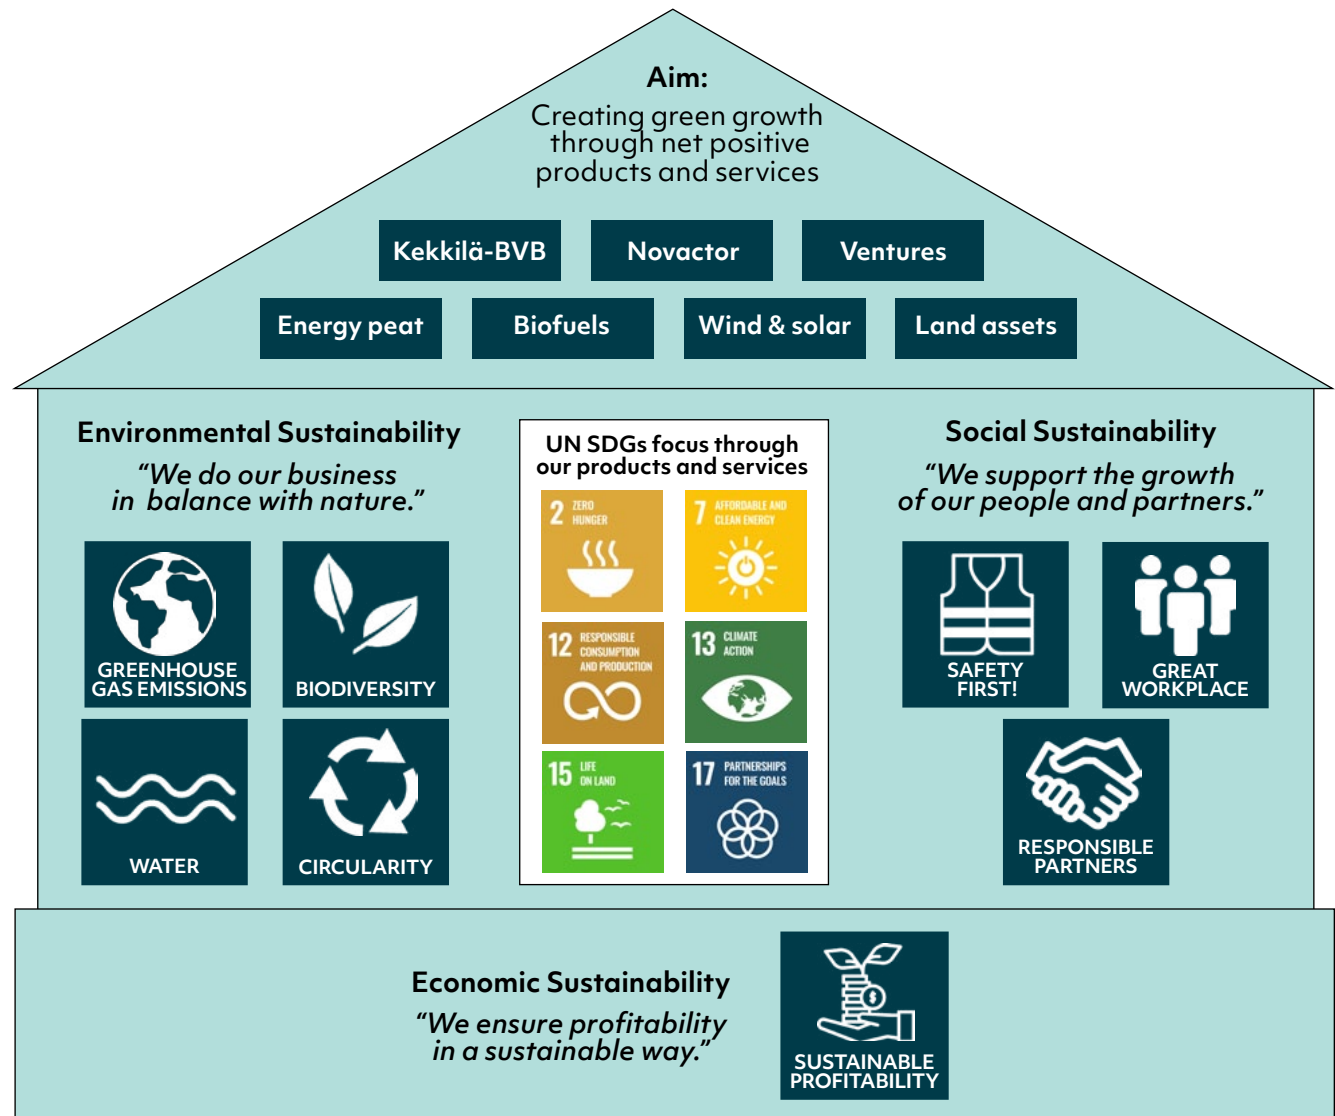 Aim:
Creating green growth
through net positive
products and services
Kekkilä-BVB
Novactor
Ventures
Energy peat
Biofuels
Wind & solar
Land assets
Environmental Sustainability
“We do our business
in balance with nature.”
GREENHOUSE
GAS EMISSIONS
BIODIVERSITY
WATER
CIRCULARITY
UN SDGs focus through
our products and services
2 ZERO
HUNGER
7 AFFORDABLE AND
CLEAN ENERGY
12 RESPONSIBLE
CONSUMPTION
AND PRODUCTION
13 CLIMATE
ACTION
15 LIFE
ON LAND
17 PARTNERSHIPS
FOR THE GOALS
Social Sustainability
“We support the growth
of our people and partners.”
SAFETY
FIRST!
GREAT
WORKPLACE
RESPONSIBLE
PARTNERS
Economic Sustainability
“We ensure profitability
in a sustainable way.”
SUSTAINABLE
PROFITABILITY